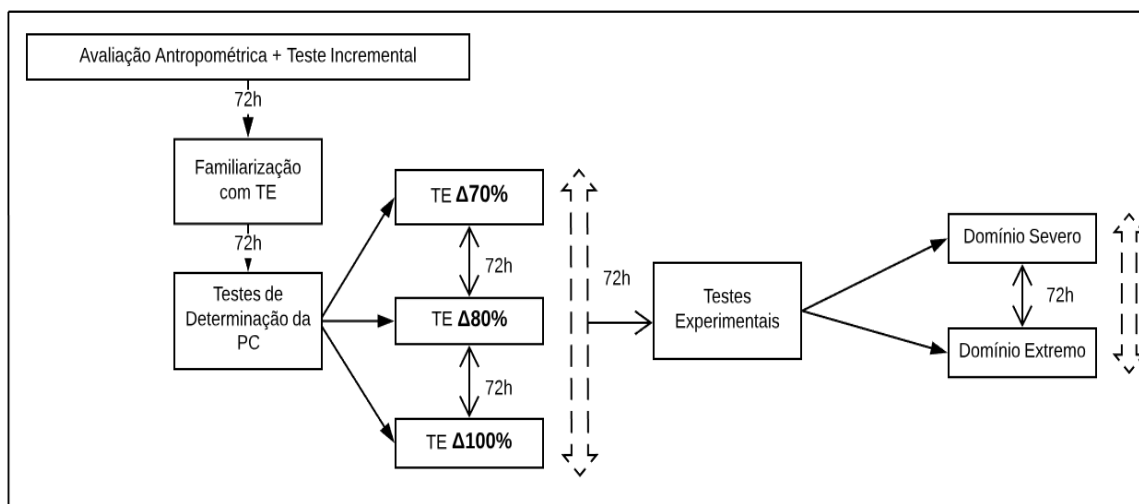 Avaliação Antropométrica + Teste Incremental
72h
Familiarização
com TE
72h
Testes de
Determinação da
PC
TE Δ70%
72h
TE Δ80%
72h
TE Δ100%
72h
Testes
Experimentais
Domínio Severo
72h
Domínio Extremo